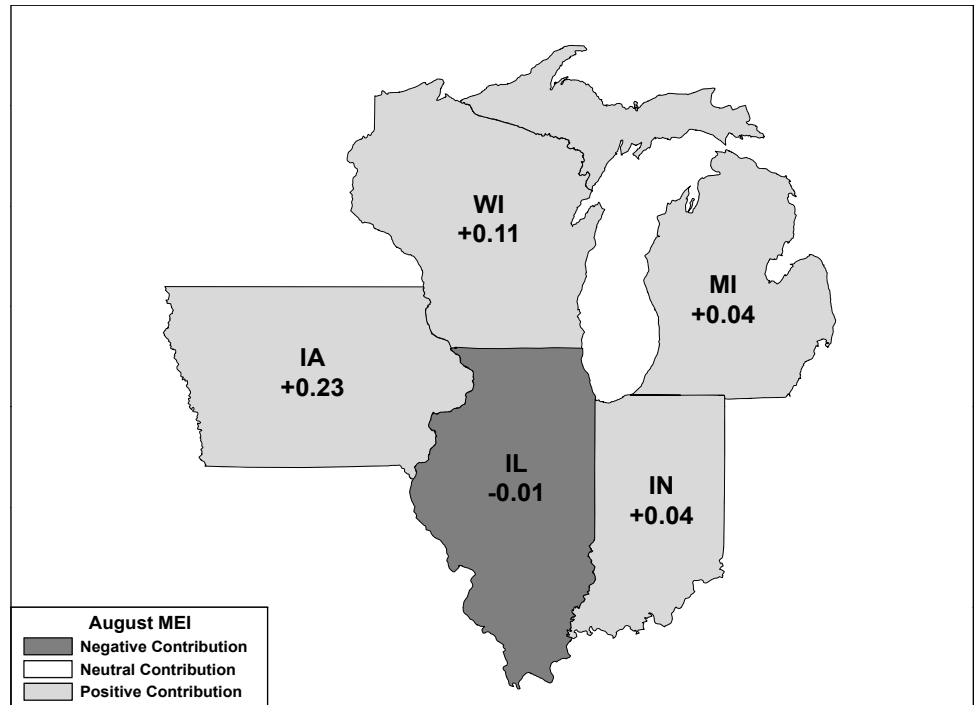 WI
+0.11
MI
+0.04
IA
+0.23
IL
-0.01
IN
+0.04
August MEI
Negative Contribution
Neutral Contribution
Positive Contribution